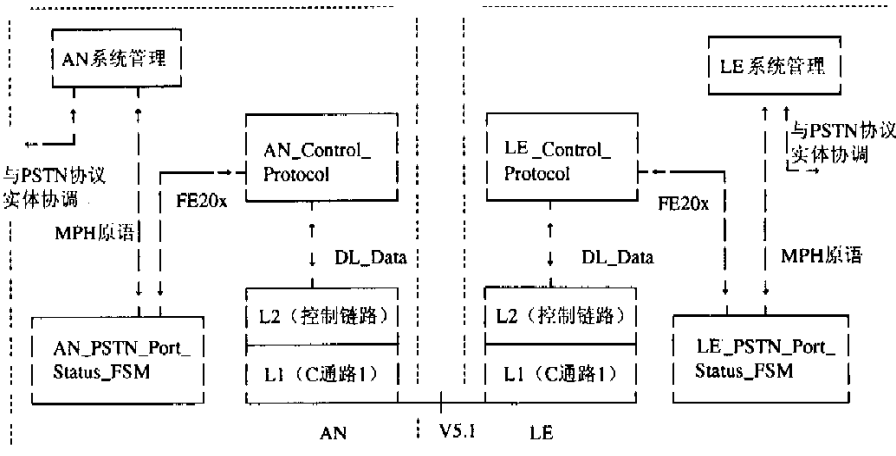 AN系统管理
LE系统管理
与PSTN协议
实体协调
AN_Control_
Protocol
LE_Control_
Protocol
与PSTN协议
实体协调
FE20x
FE20x
MPH原语
DL_Data
DL_Data
MPH原语
AN_PSTN_Port_
Status_FSM
L2（控制链路）
L1（C通路1）
L2（控制链路）
L1（C通路1）
LE_PSTN_Port_
Status_FSM
AN
V5.1
LE